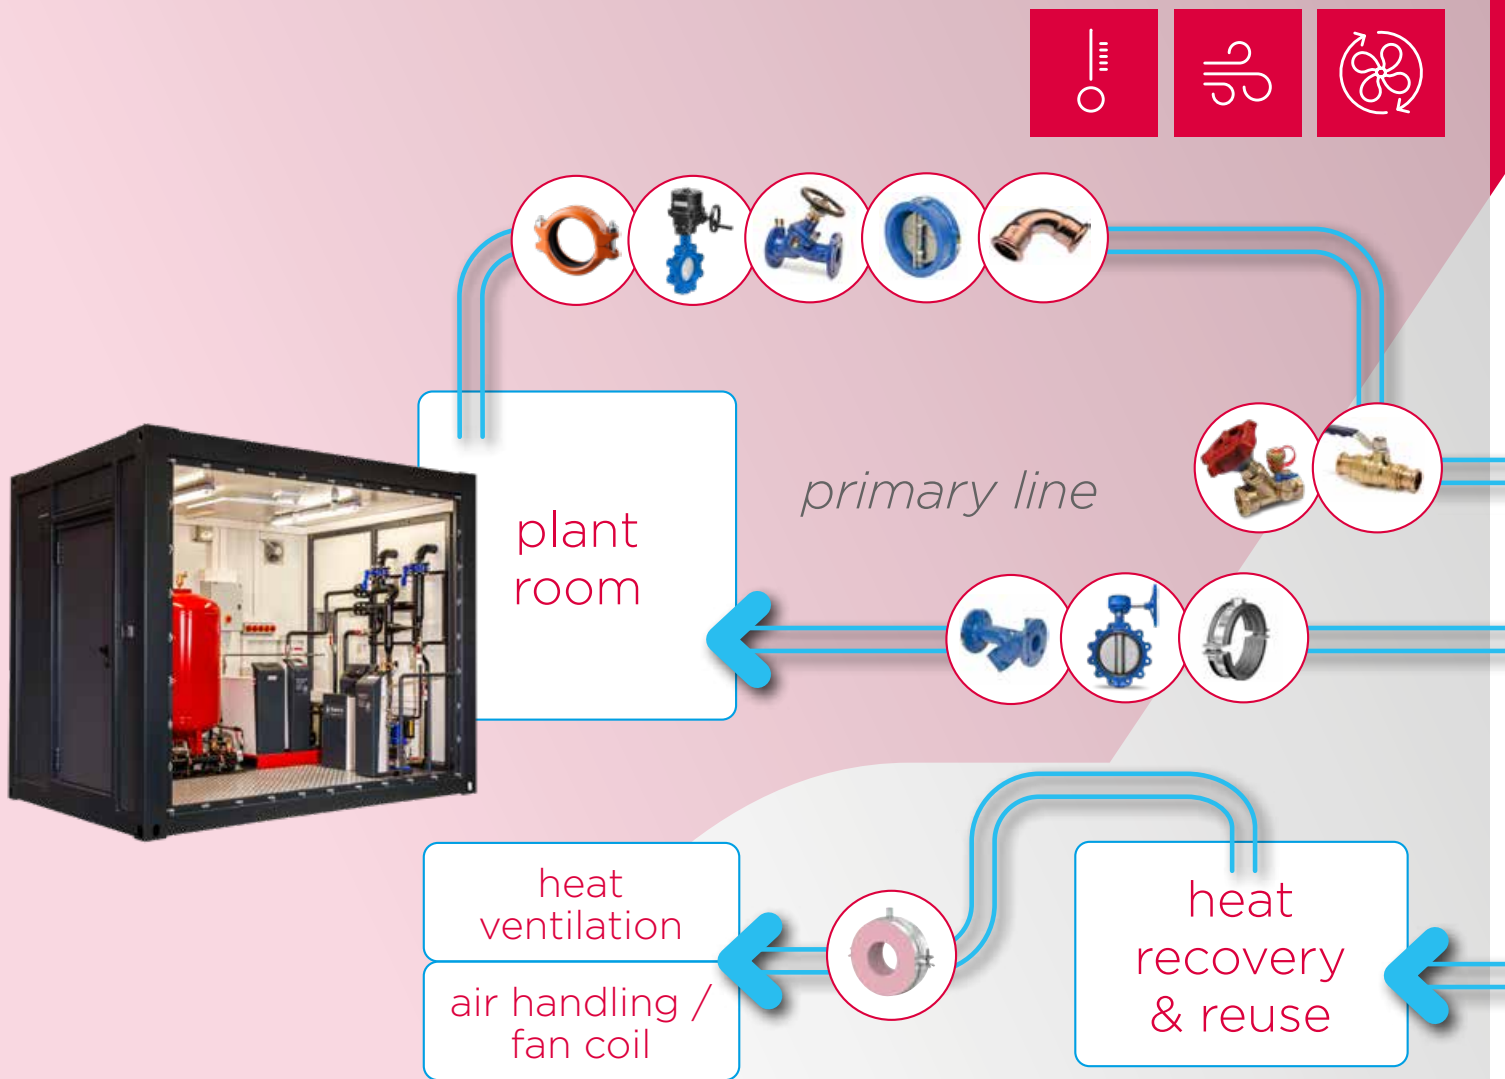 plant
room
primary line
heat
ventilation
air handling /
fan coil
heat
recovery
& reuse